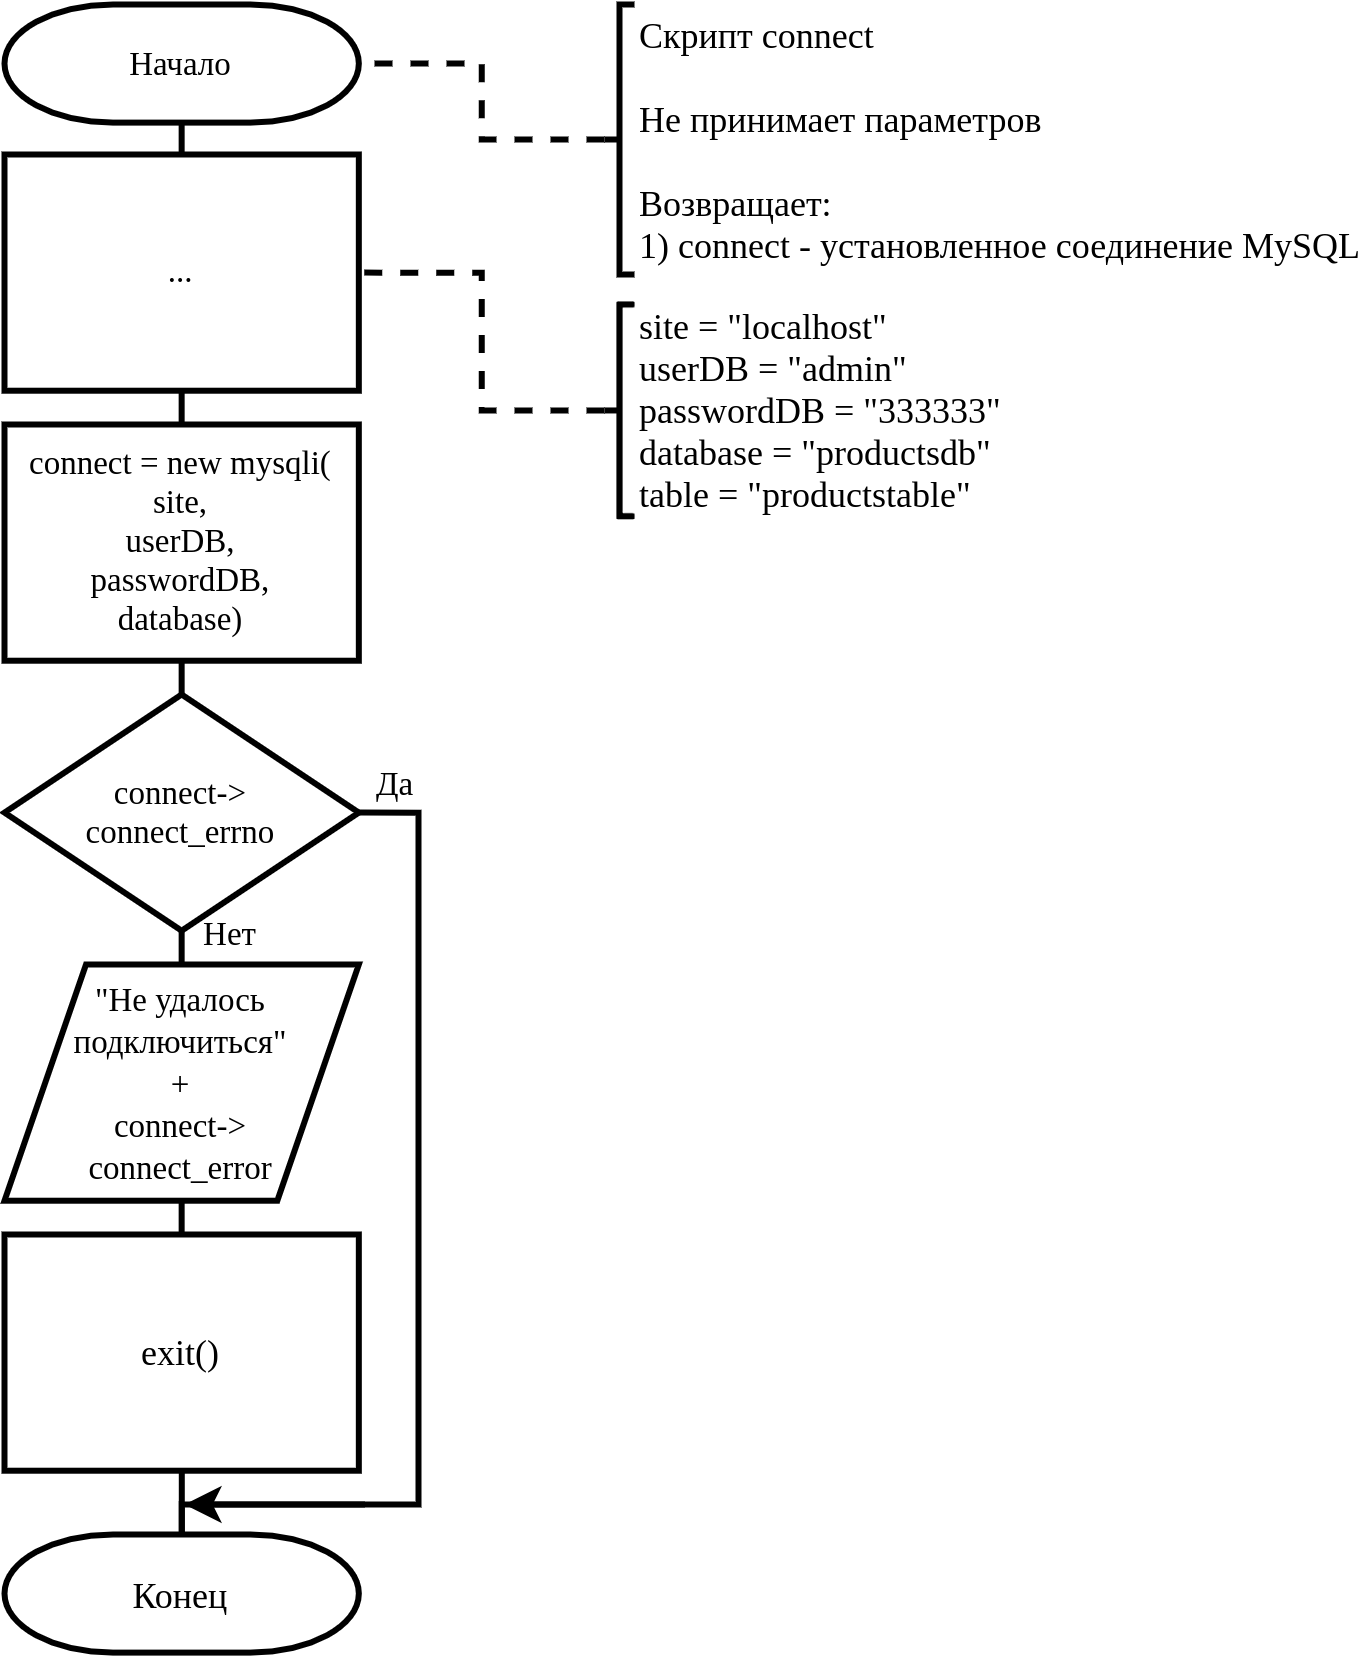 Начало
Скрипт connect
Не принимает параметров
Возвращает:
1) connect - установленное соединение MySQL
...
site = "localhost"
userDB = "admin"
passwordDB = "333333"
database = "productsdb"
table = "productstable"
connect = new mysqli(
site,
userDB,
passwordDB,
database)
connect->
connect_errno
Да
Нет
"Не удалось
подключиться"
+
connect->
connect_error
exit()
Конец